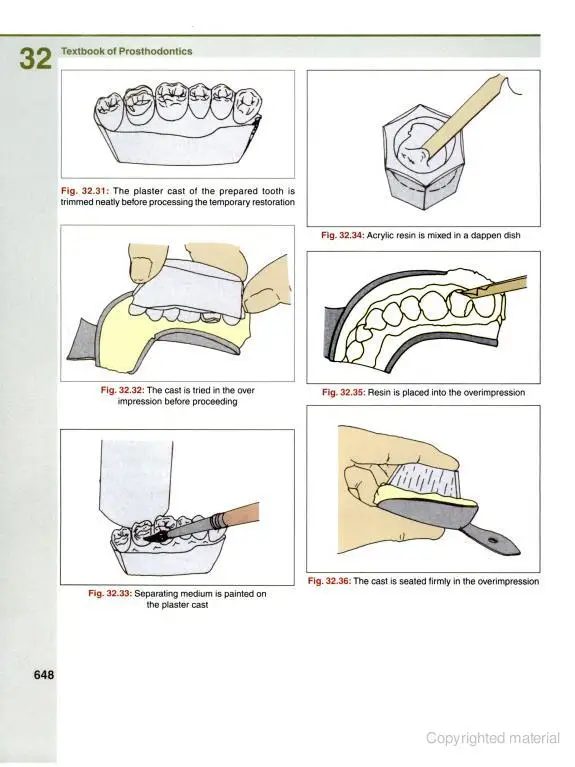 32
Textbook of Prosthodontics
Fig. 32.31: The plaster cast of the prepared tooth is
trimmed neatly before processing the temporary restoration
Fig. 32.32: The cast is tried in the over
impression before proceeding
Fig. 32.33: Separating medium is painted on
the plaster cast
Fig. 32.34: Acrylic resin is mixed in a dappen dish
Fig. 32.35: Resin is placed into the overimpression
Fig. 32.36: The cast is seated firmly in the overimpression
648
Copyrighted material